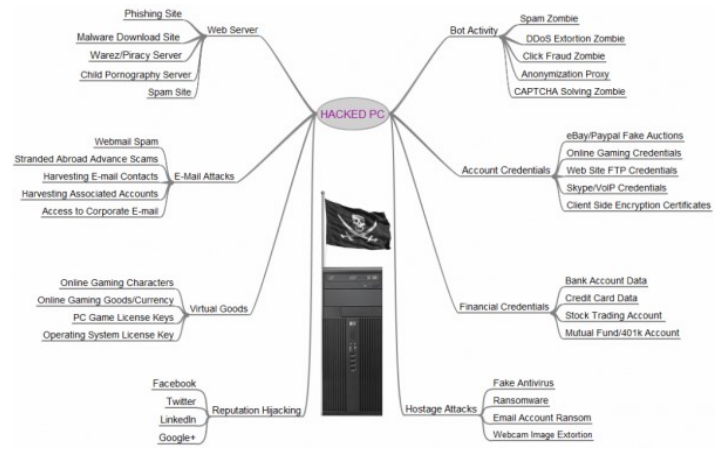 HACKED PC
Web Server
Phishing Site
Malware Download Site
Warez/Piracy Server
Child Pornography Server
Spam Site
E-Mail Attacks
Webmail Spam
Stranded Abroad Advance Scams
Harvesting E-mail Contacts
Harvesting Associated Accounts
Access to Corporate E-mail
Virtual Goods
Online Gaming Characters
Online Gaming Goods/Currency
PC Game License Keys
Operating System License Key
Reputation Hijacking
Facebook
Twitter
LinkedIn
Google+
Bot Activity
Spam Zombie
DDoS Extortion Zombie
Click Fraud Zombie
Anonymization Proxy
CAPTCHA Solving Zombie
Account Credentials
eBay/Paypal Fake Auctions
Online Gaming Credentials
Web Site FTP Credentials
Skype/VoIP Credentials
Client Side Encryption Certificates
Financial Credentials
Bank Account Data
Credit Card Data
Stock Trading Account
Mutual Fund/401k Account
Hostage Attacks
Fake Antivirus
Ransomware
Email Account Ransom
Webcam Image Extortion